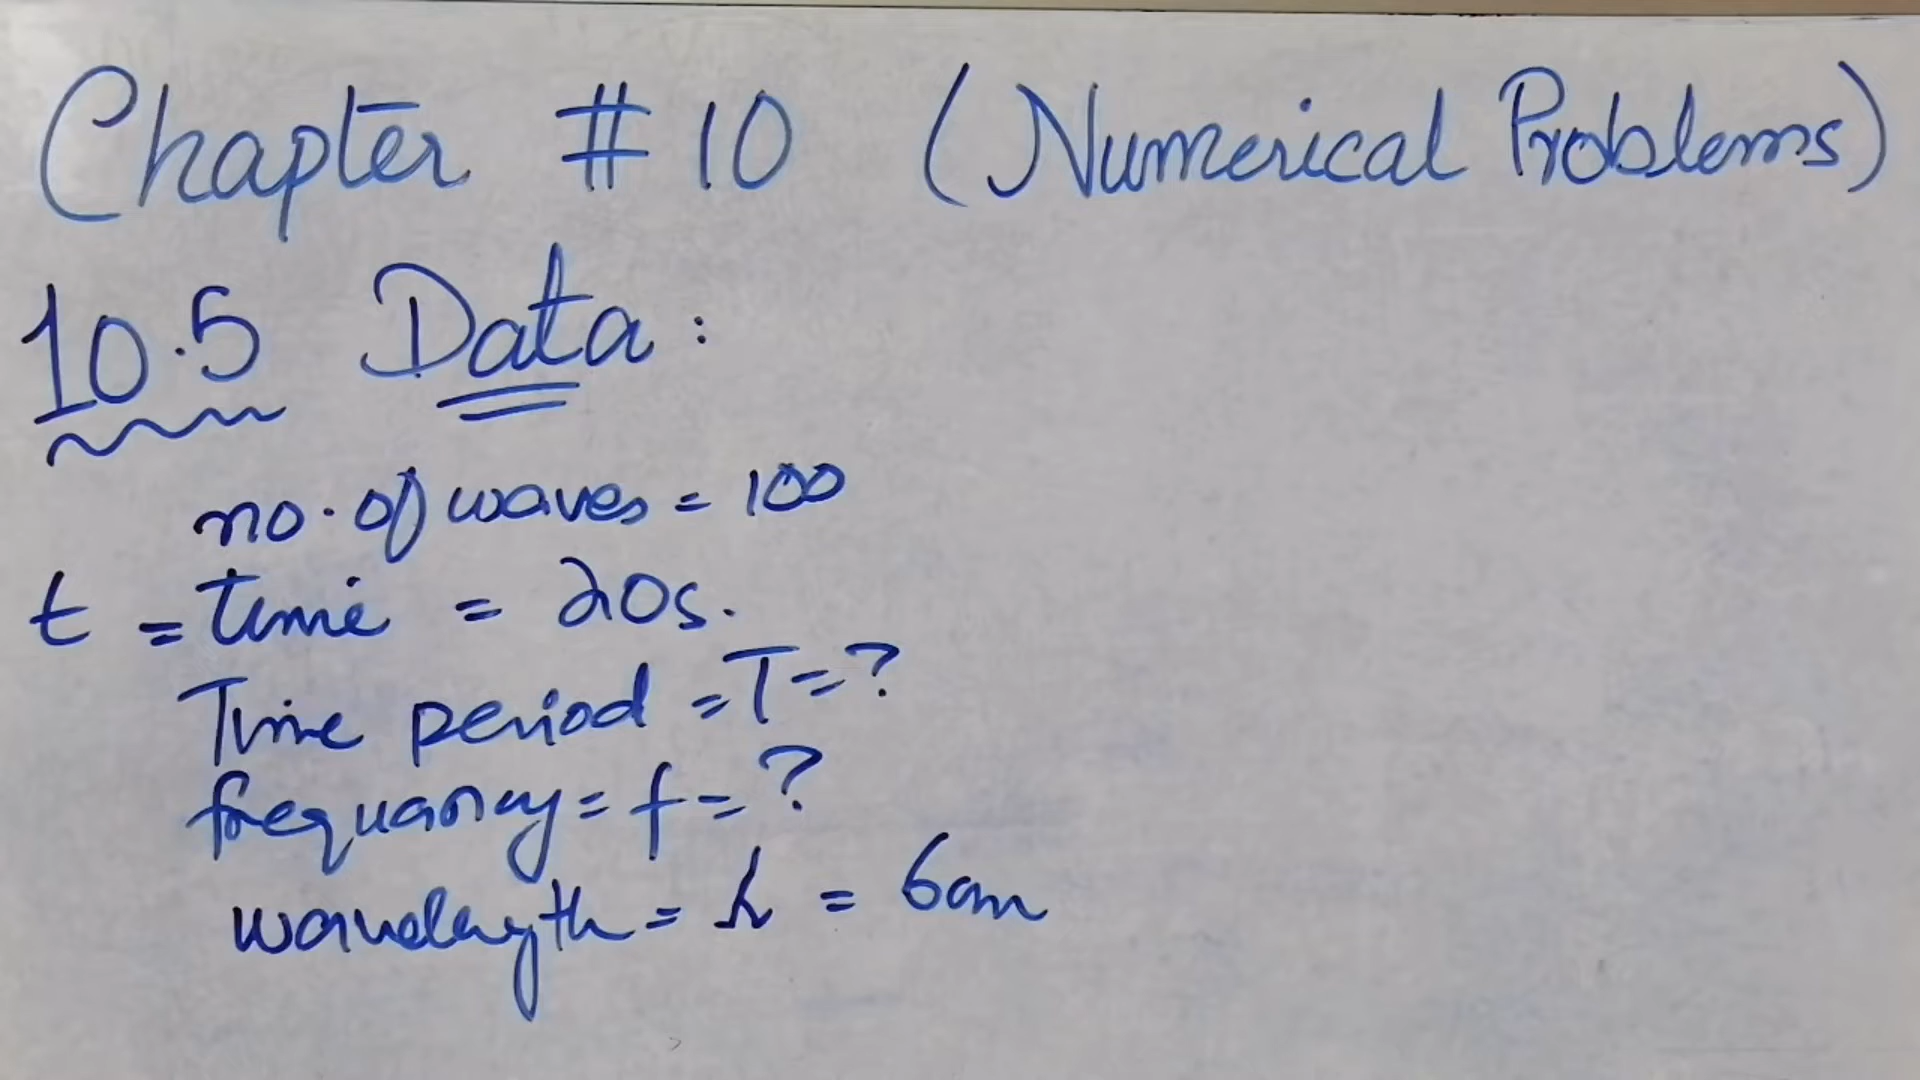 Chapter # 10 (Numerical Problems)
10.5 Data:
no. of waves = 100
t = Time = 20s.
Time period = T = ?
frequancy = f = ?
wavelength = λ = 6cm